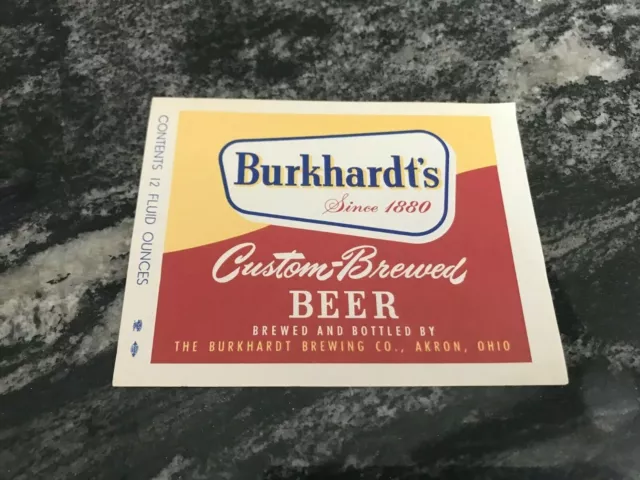 CONTENTS 12 FLUID OUNCES
Burkhardt's
Since 1880
Custom-Brewed
BEER
BREWED AND BOTTLED BY
THE BURKHARDT BREWING CO., AKRON, OHIO